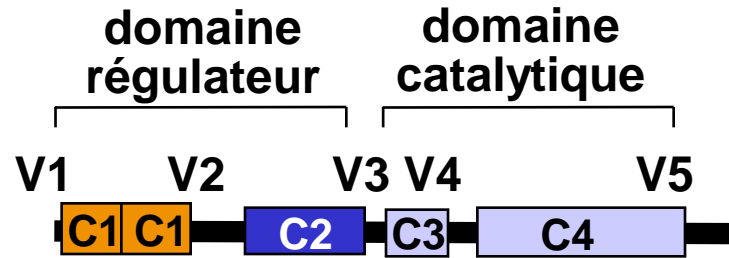 domaine
régulateur
domaine
catalytique
V1 V2 V3 V4 V5
C1 C1 C2 C3 C4